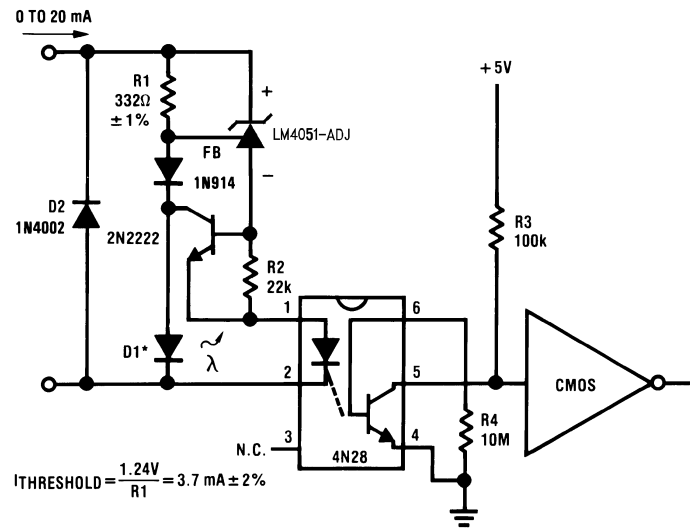 0 TO 20 mA
+5V
R1
332Ω
±1%
+
LM4051-ADJ
FB
–
1N914
D2
1N4002
2N2222
R2
22k
R3
100k
1
6
D1*
λ
2
5
CMOS
R4
10M
3
4
N.C.
4N28
ITHRESHOLD = 1.24V / R1 = 3.7 mA ± 2%